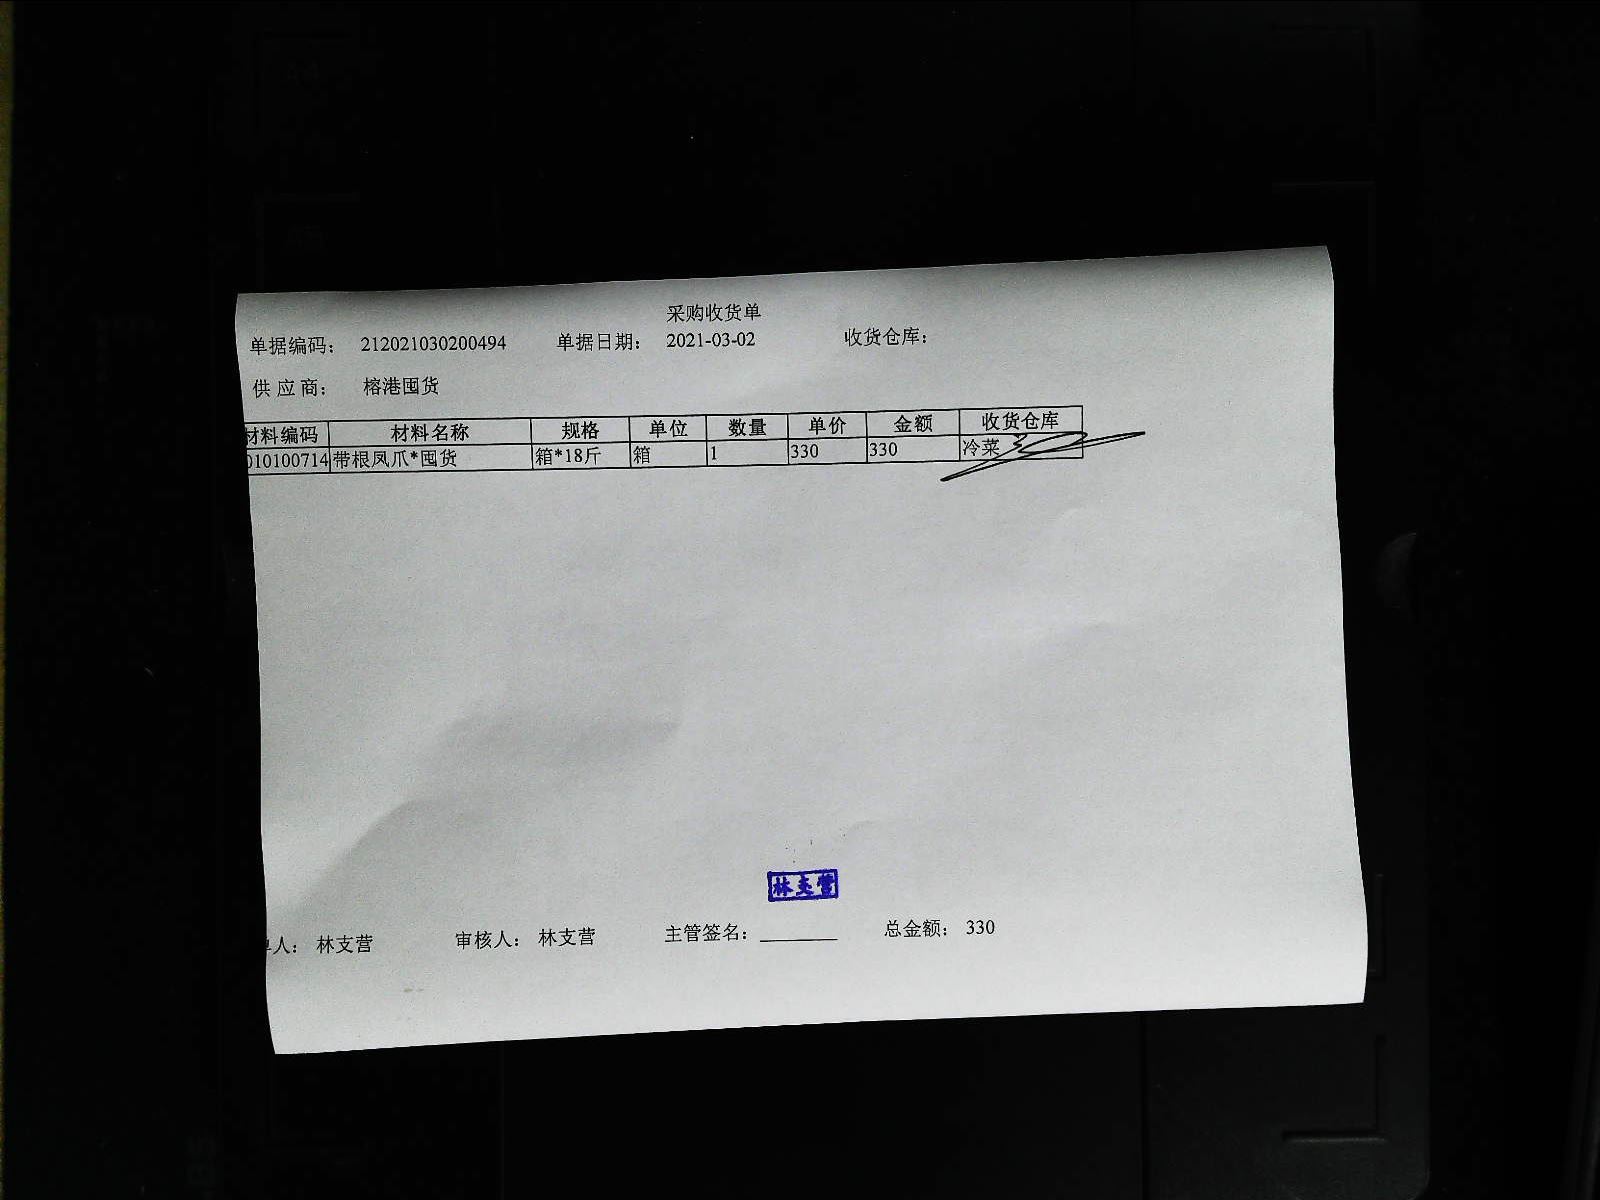 采购收货单
单据编码： 212021030200494 单据日期： 2021-03-02 收货仓库：
供应商： 榕港囤货
材料编码 材料名称 规格 单位 数量 单价 金额 收货仓库
010100714 带根凤爪*囤货 箱*18斤 箱 1 330 330 冷菜
林支营
单人： 林支营 审核人： 林支营 主管签名：________ 总金额： 330